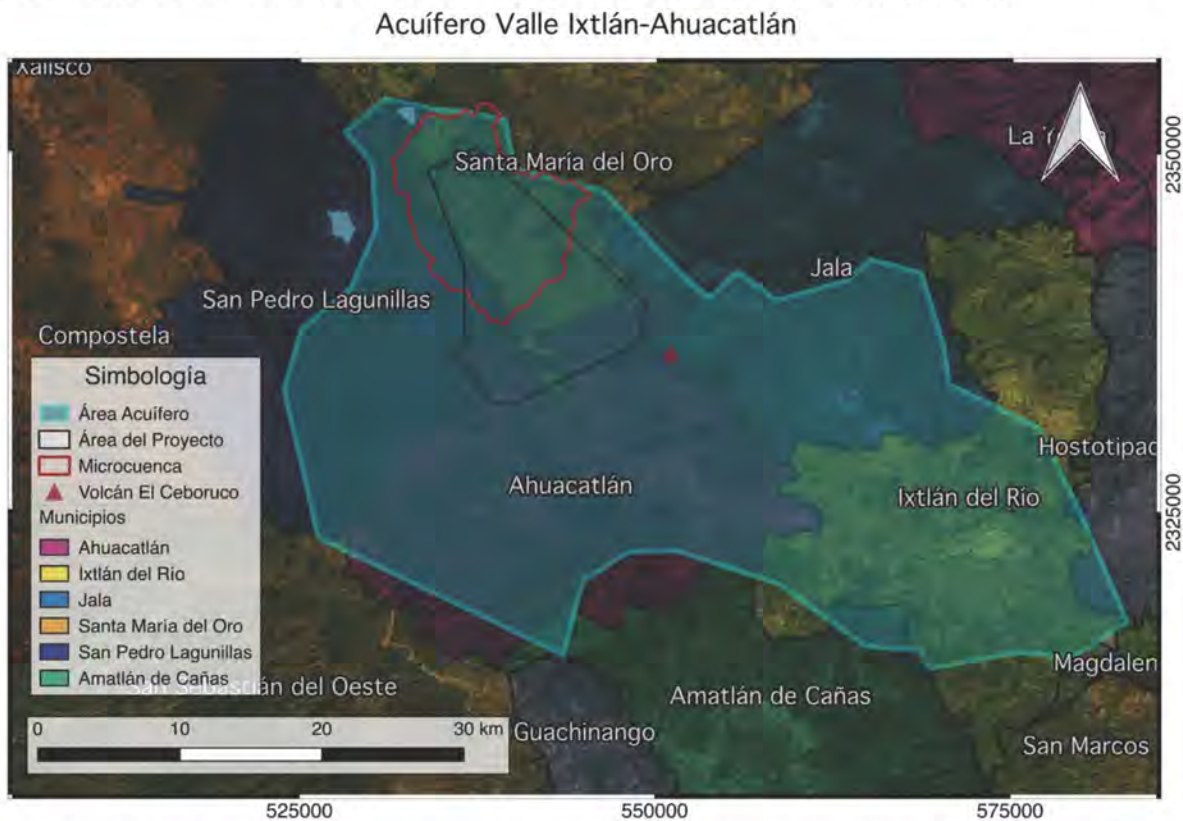 Acuífero Valle Ixtlán-Ahuacatlán
Xalisco
La
Santa María del Oro
2350000
Jala
San Pedro Lagunillas
Compostela
Simbología
Área Acuífero
Área del Proyecto
Microcuenca
Volcán El Ceboruco
Municipios
Ahuacatlán
Ixtlán del Río
Jala
Santa Maria del Oro
San Pedro Lagunillas
Amatlán de Cañas
Hostotipac
Ahuacatlán
Ixtlán del Río
2325000
Magdalen
San Sebastián del Oeste
Amatlán de Cañas
Guachinango
San Marcos
0 10 20 30 km
525000 550000 575000